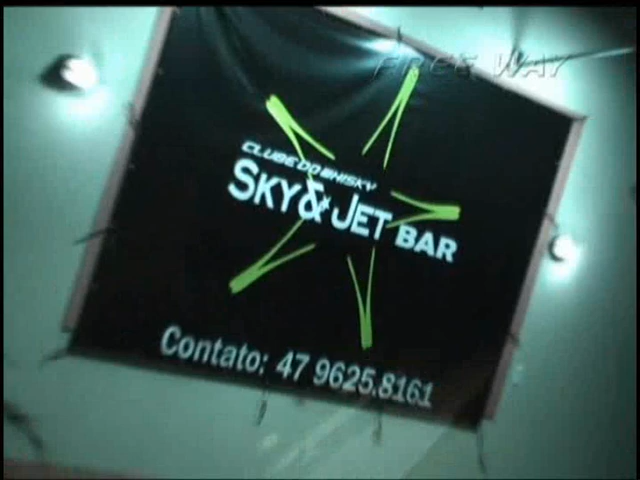 FREE WAY
CLUBE DO WHISKY
SKY & JET BAR
Contato: 47 9625.8161